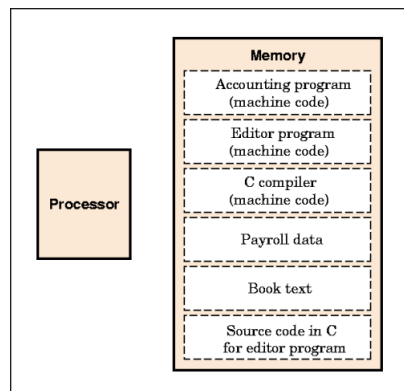 Memory
Accounting program
(machine code)
Editor program
(machine code)
C compiler
(machine code)
Processor
Payroll data
Book text
Source code in C
for editor program